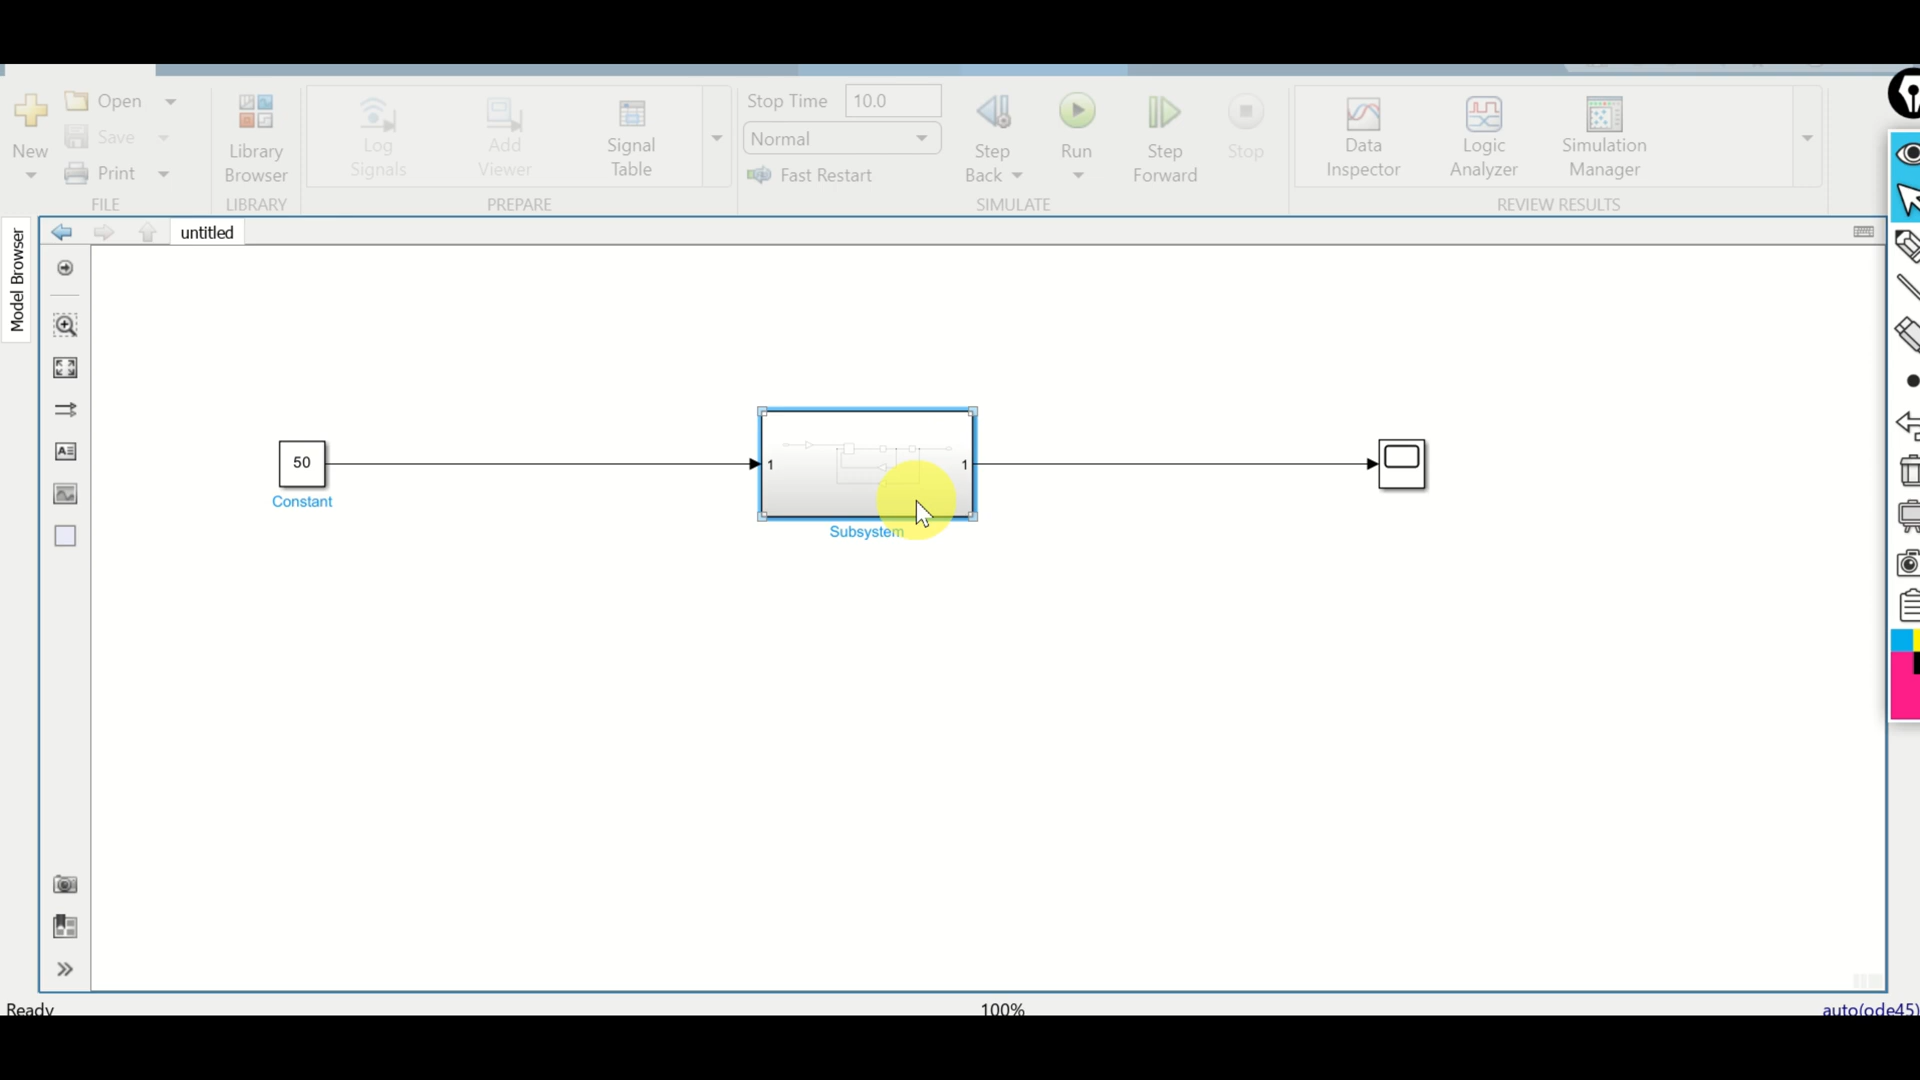 New
Open
Save
Print
FILE
Library
Browser
LIBRARY
Log
Signals
Add
Viewer
Signal
Table
PREPARE
Stop Time 10.0
Normal
Fast Restart
Step
Back
Run
Step
Forward
Stop
SIMULATE
Data
Inspector
Logic
Analyzer
Simulation
Manager
REVIEW RESULTS
Model Browser
untitled
50
Constant
1
1
Subsystem
Ready
100%
auto(ode45)